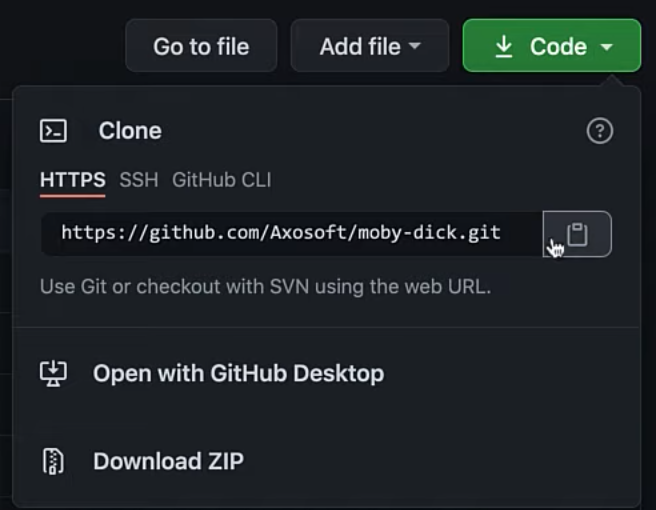 Go to file Add file Code
Clone
HTTPS SSH GitHub CLI
https://github.com/Axosoft/moby-dick.git
Use Git or checkout with SVN using the web URL.
Open with GitHub Desktop
Download ZIP